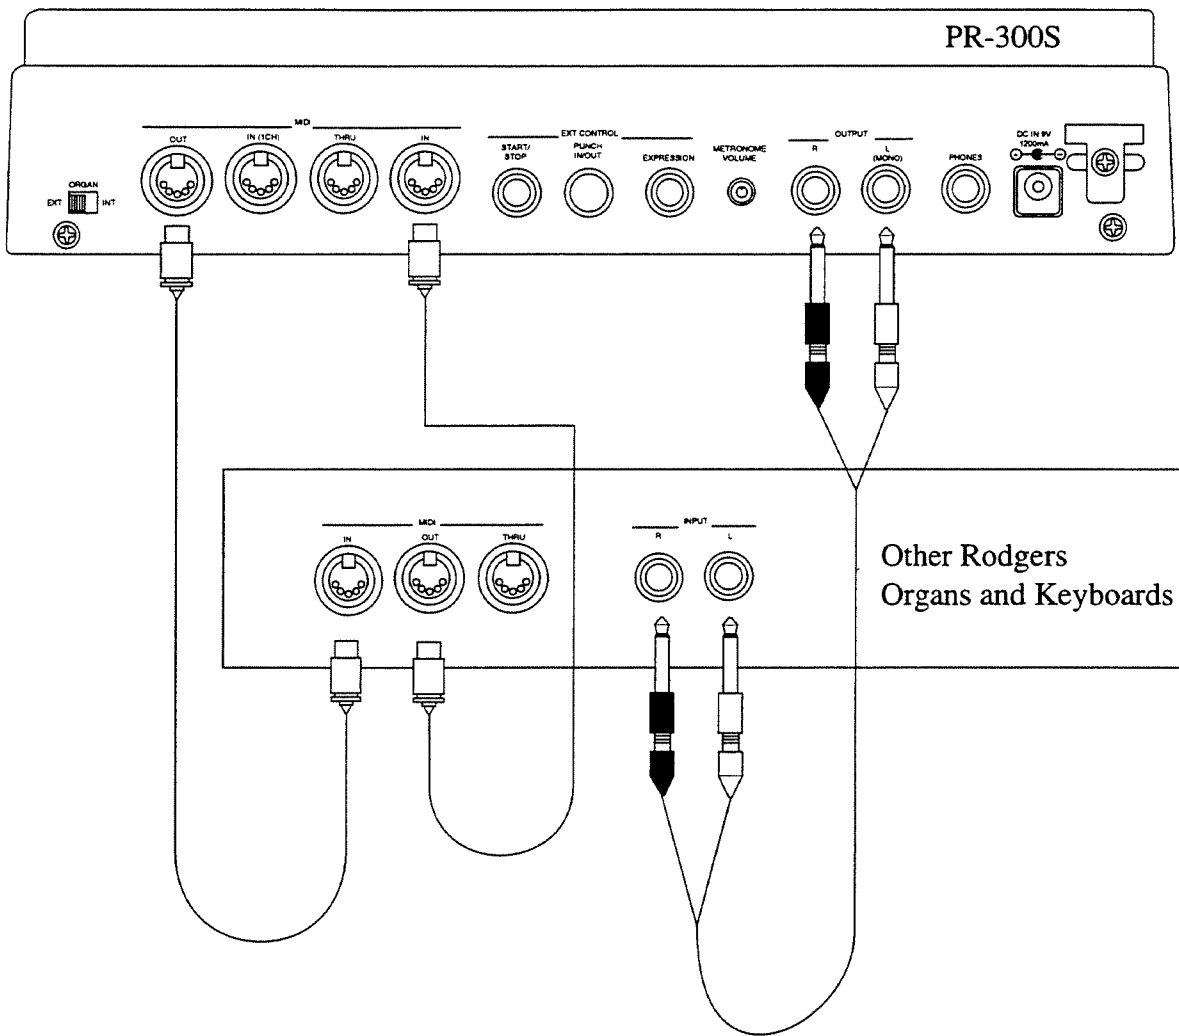 PR-300S
MIDI
OUT
IN (1CH)
THRU
IN
EXT CONTROL
START/
STOP
PUNCH
IN/OUT
EXPRESSION
METRONOME
VOLUME
OUTPUT
R
L
(MONO)
PHONES
DC IN 9V
1200mA
ORGAN
EXT
INT
MIDI
IN
OUT
THRU
INPUT
R
L
Other Rodgers
Organs and Keyboards